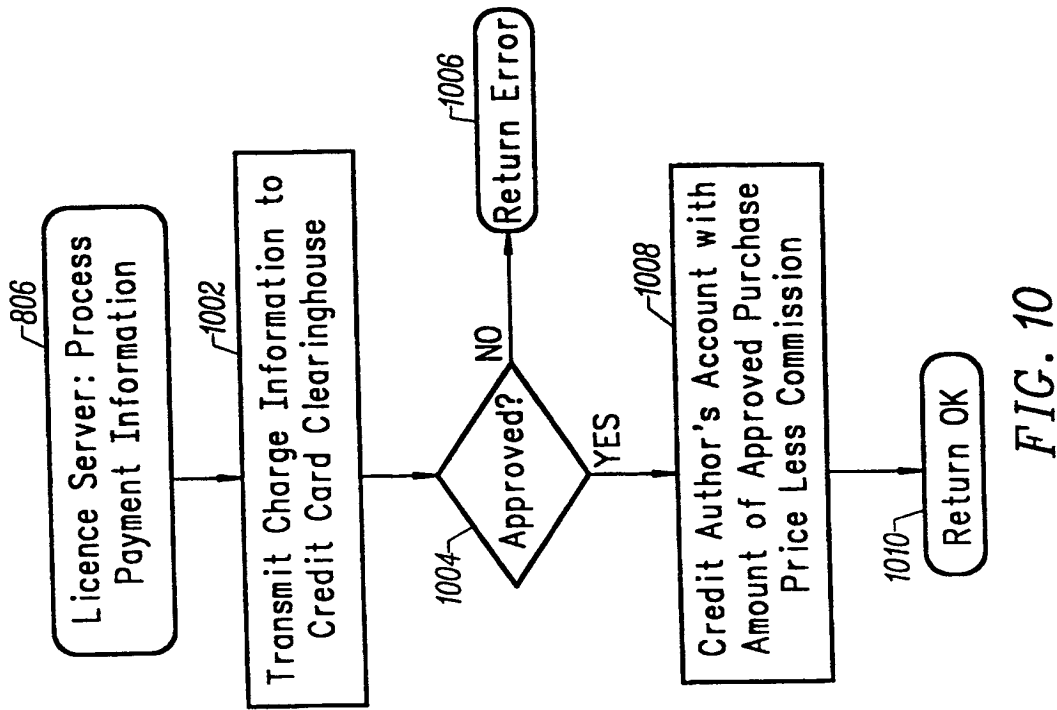 806
Licence Server: Process
Payment Information
1002
Transmit Charge Information to
Credit Card Clearinghouse
1004
Approved?
NO
1006
Return Error
YES
1008
Credit Author's Account with
Amount of Approved Purchase
Price Less Commission
1010
Return OK
FIG. 10